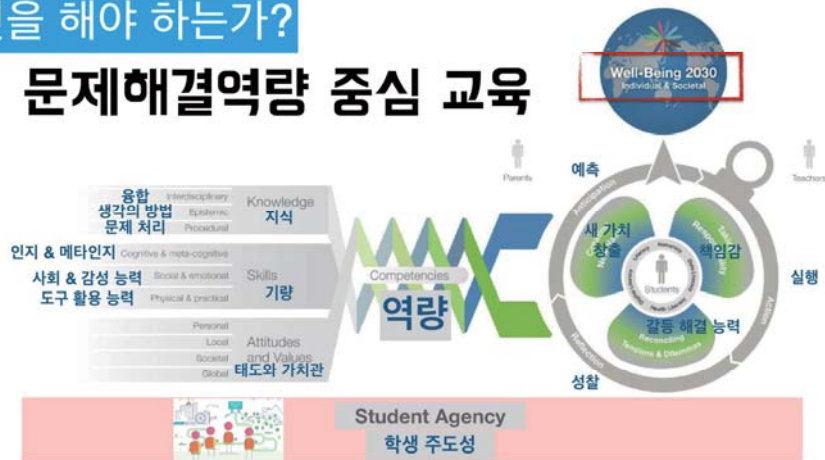 을 해야 하는가?
문제해결역량 중심 교육
Well-Being 2030
Individual & Societal
Parents
Teachers
예측
Anticipation
융합 Interdisciplinary
생각의 방법 Epistemic
문제 처리 Procedural
Knowledge
지식
인지 & 메타인지 Cognitive & meta-cognitive
사회 & 감성 능력 Social & emotional
도구 활용 능력 Physical & practical
Skills
기량
Personal
Local
Societal
Global
Attitudes
and Values
태도와 가치관
Competencies
역량
새 가치
창출
책임감
Students
갈등 해결 능력
Reconciling
Tensions & Dilemmas
실행
Action
Reflection
성찰
Student Agency
학생 주도성